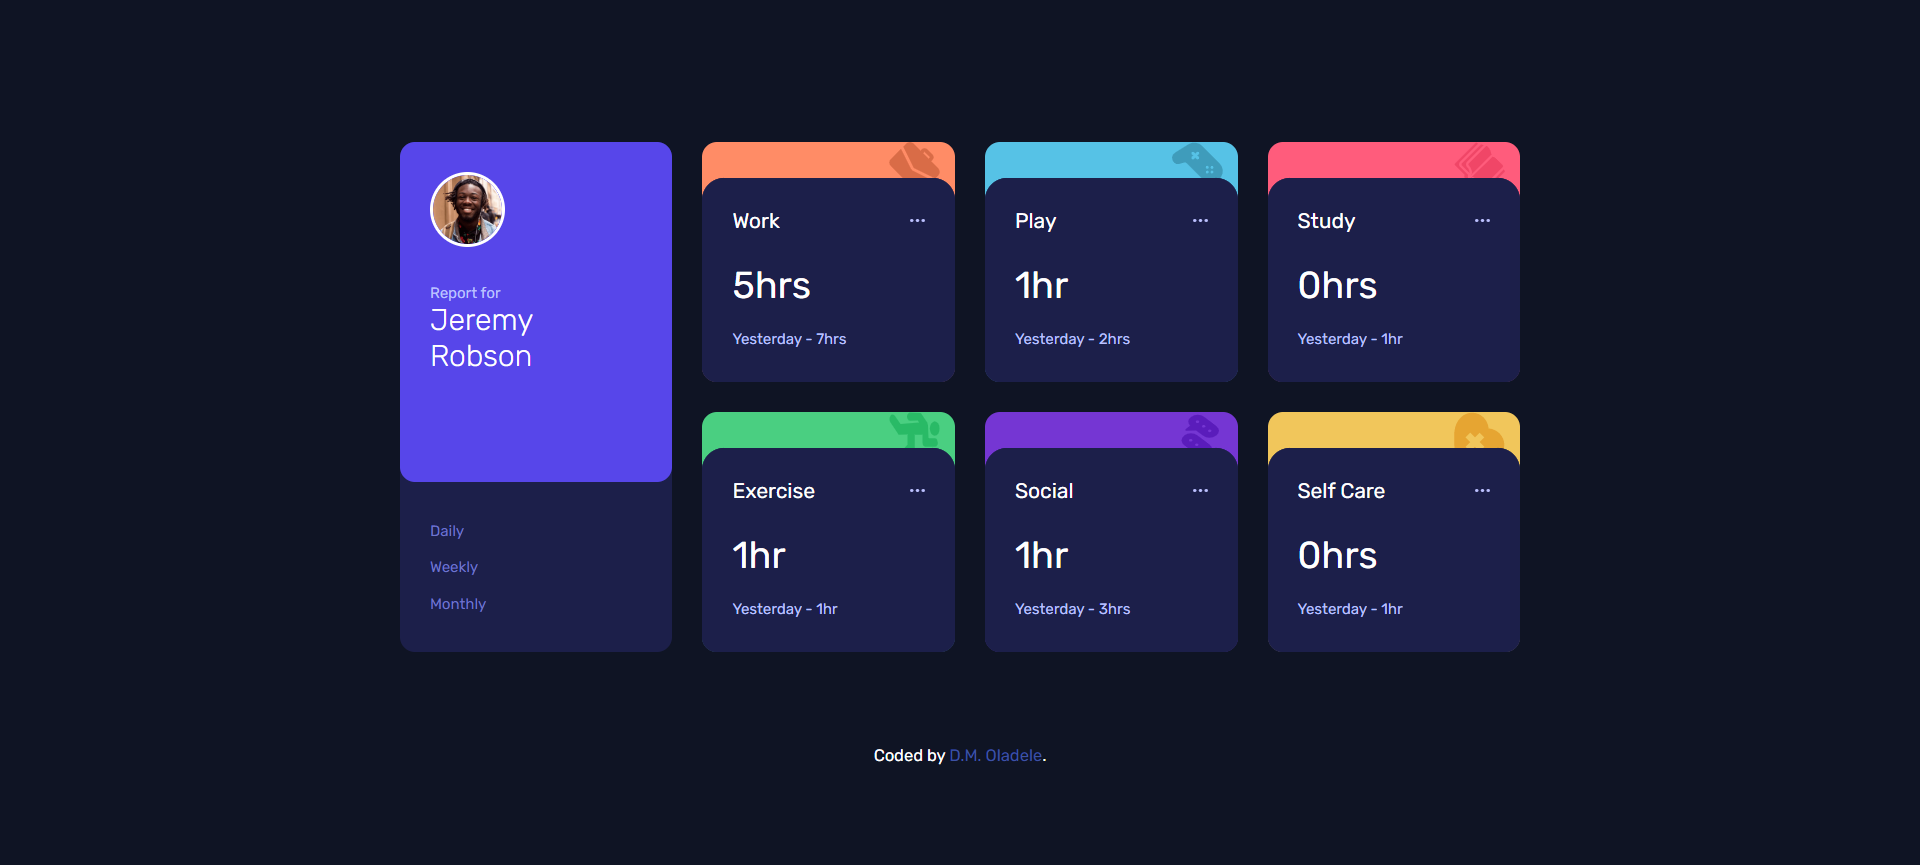 Report for
Jeremy
Robson
Daily
Weekly
Monthly
Work
5hrs
Yesterday - 7hrs
Play
1hr
Yesterday - 2hrs
Study
0hrs
Yesterday - 1hr
Exercise
1hr
Yesterday - 1hr
Social
1hr
Yesterday - 3hrs
Self Care
0hrs
Yesterday - 1hr
Coded by D.M. Oladele.